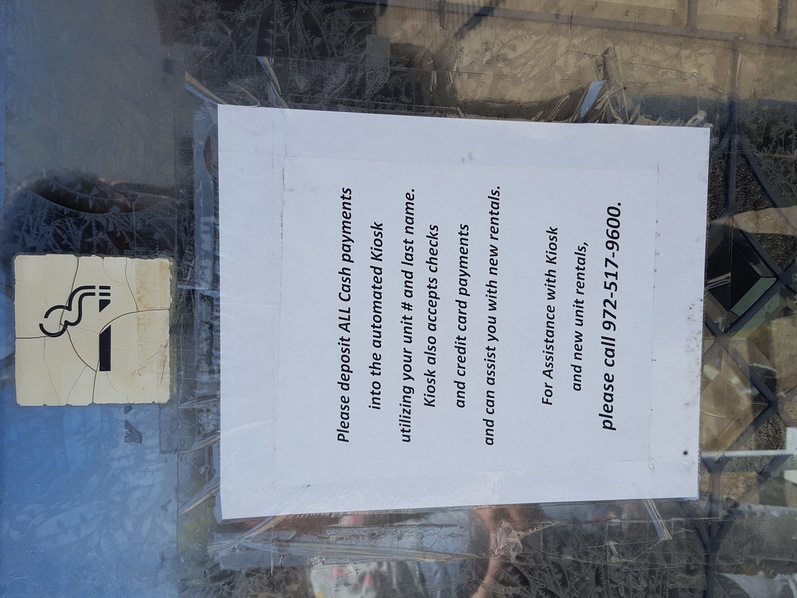 Please deposit ALL Cash payments
into the automated Kiosk
utilizing your unit # and last name.
Kiosk also accepts checks
and credit card payments
and can assist you with new rentals.
For Assistance with Kiosk
and new unit rentals,
please call 972-517-9600.